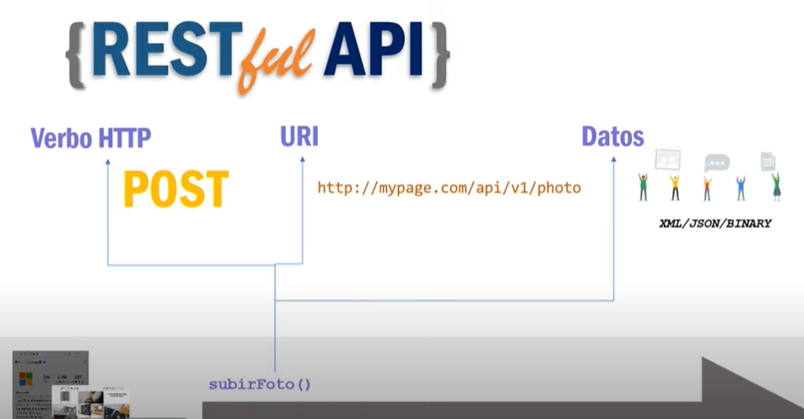 {RESTful API}
Verbo HTTP
URI
Datos
POST
http://mypage.com/api/v1/photo
XML/JSON/BINARY
subirFoto()